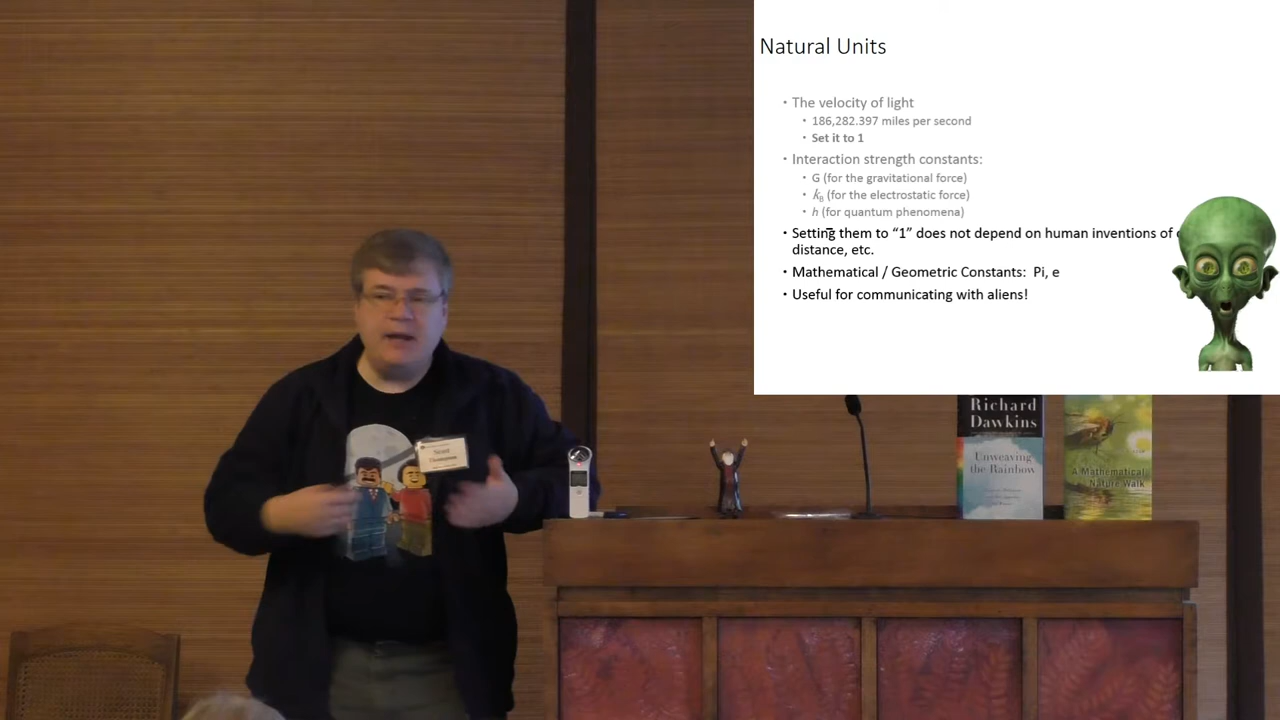 Natural Units
• The velocity of light
• 186,282.397 miles per second
• Set it to 1
• Interaction strength constants:
• G (for the gravitational force)
• (for the electrostatic force)
• h (for quantum phenomena)
• Setting them to “1” does not depend on human inventions of
distance, etc.
• Mathematical / Geometric Constants: Pi, e
• Useful for communicating with aliens!
Richard
Dawkins
Unweaving
the Rainbow
A Mathematical
Nature Walk